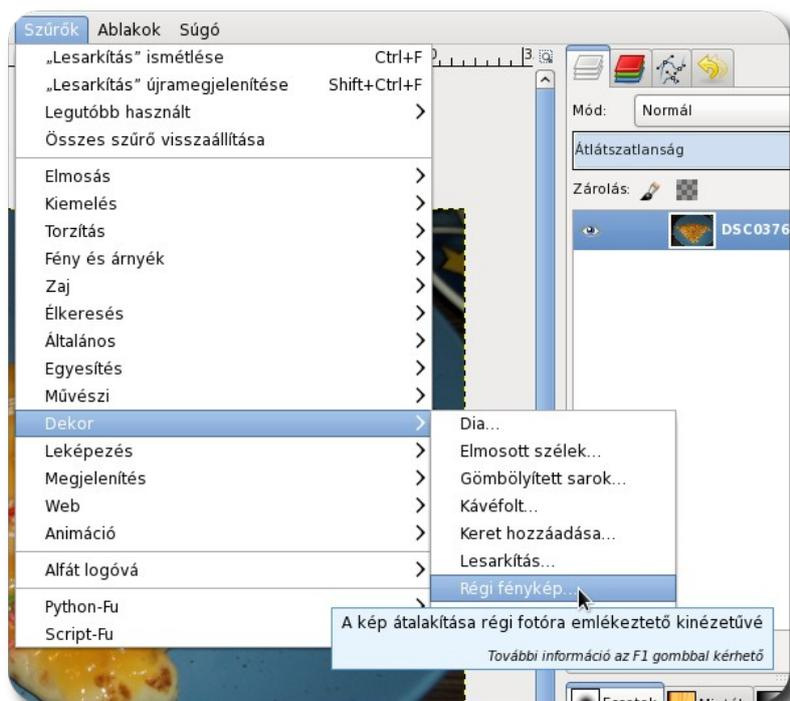 Szűrők Ablakok Súgó
„Lesarkítás” ismétlése Ctrl+F
„Lesarkítás” újramegjelenítése Shift+Ctrl+F
Legutóbb használt
Összes szűrő visszaállítása
Elmosás
Kiemelés
Torzítás
Fény és árnyék
Zaj
Élkeresés
Általános
Egyesítés
Művészi
Dekor
Leképezés
Megjelenítés
Web
Animáció
Alfát logóvá
Python-Fu
Script-Fu
Dia...
Elmosott szélek...
Gömbölyített sarok...
Kávéfolt...
Keret hozzáadása...
Lesarkítás...
Régi fénykép...
A kép átalakítása régi fotóra emlékeztető kinézetűvé
További információ az F1 gombbal kérhető
3
Mód: Normál
Átlátszatlanság
Zárolás:
DSC0376